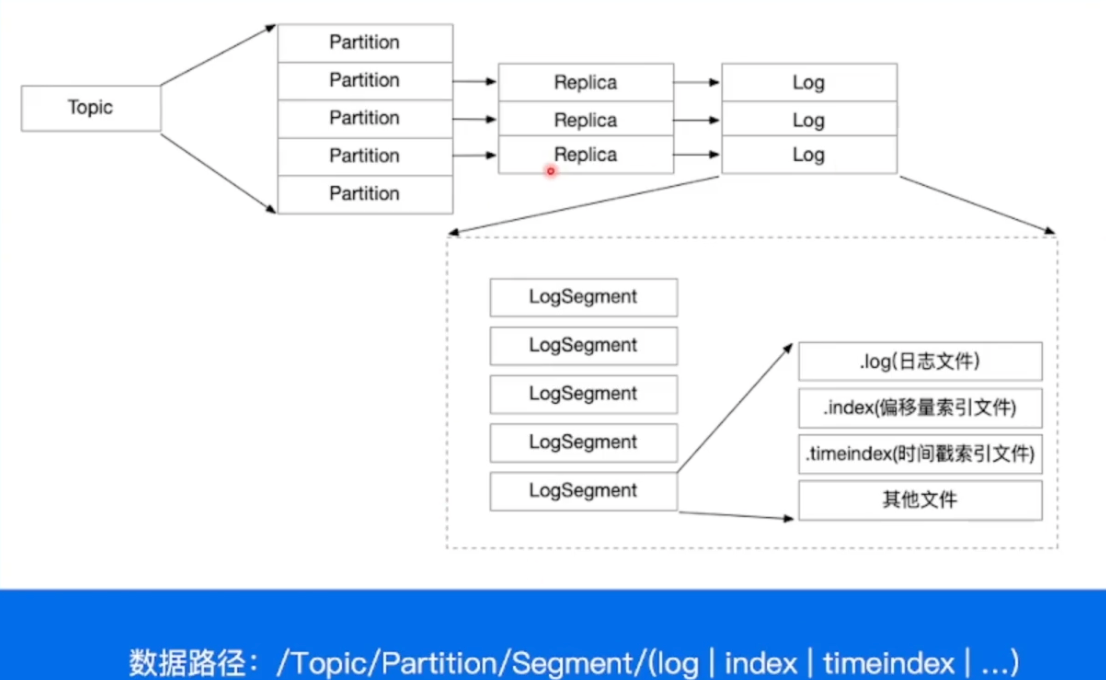 Topic
Partition
Partition
Partition
Partition
Partition
Replica
Replica
Replica
Log
Log
Log
LogSegment
LogSegment
LogSegment
LogSegment
LogSegment
.log(日志文件)
.index(偏移量索引文件)
.timeindex(时间戳索引文件)
其他文件
数据路径：/Topic/Partition/Segment/(log | index | timeindex | ...)